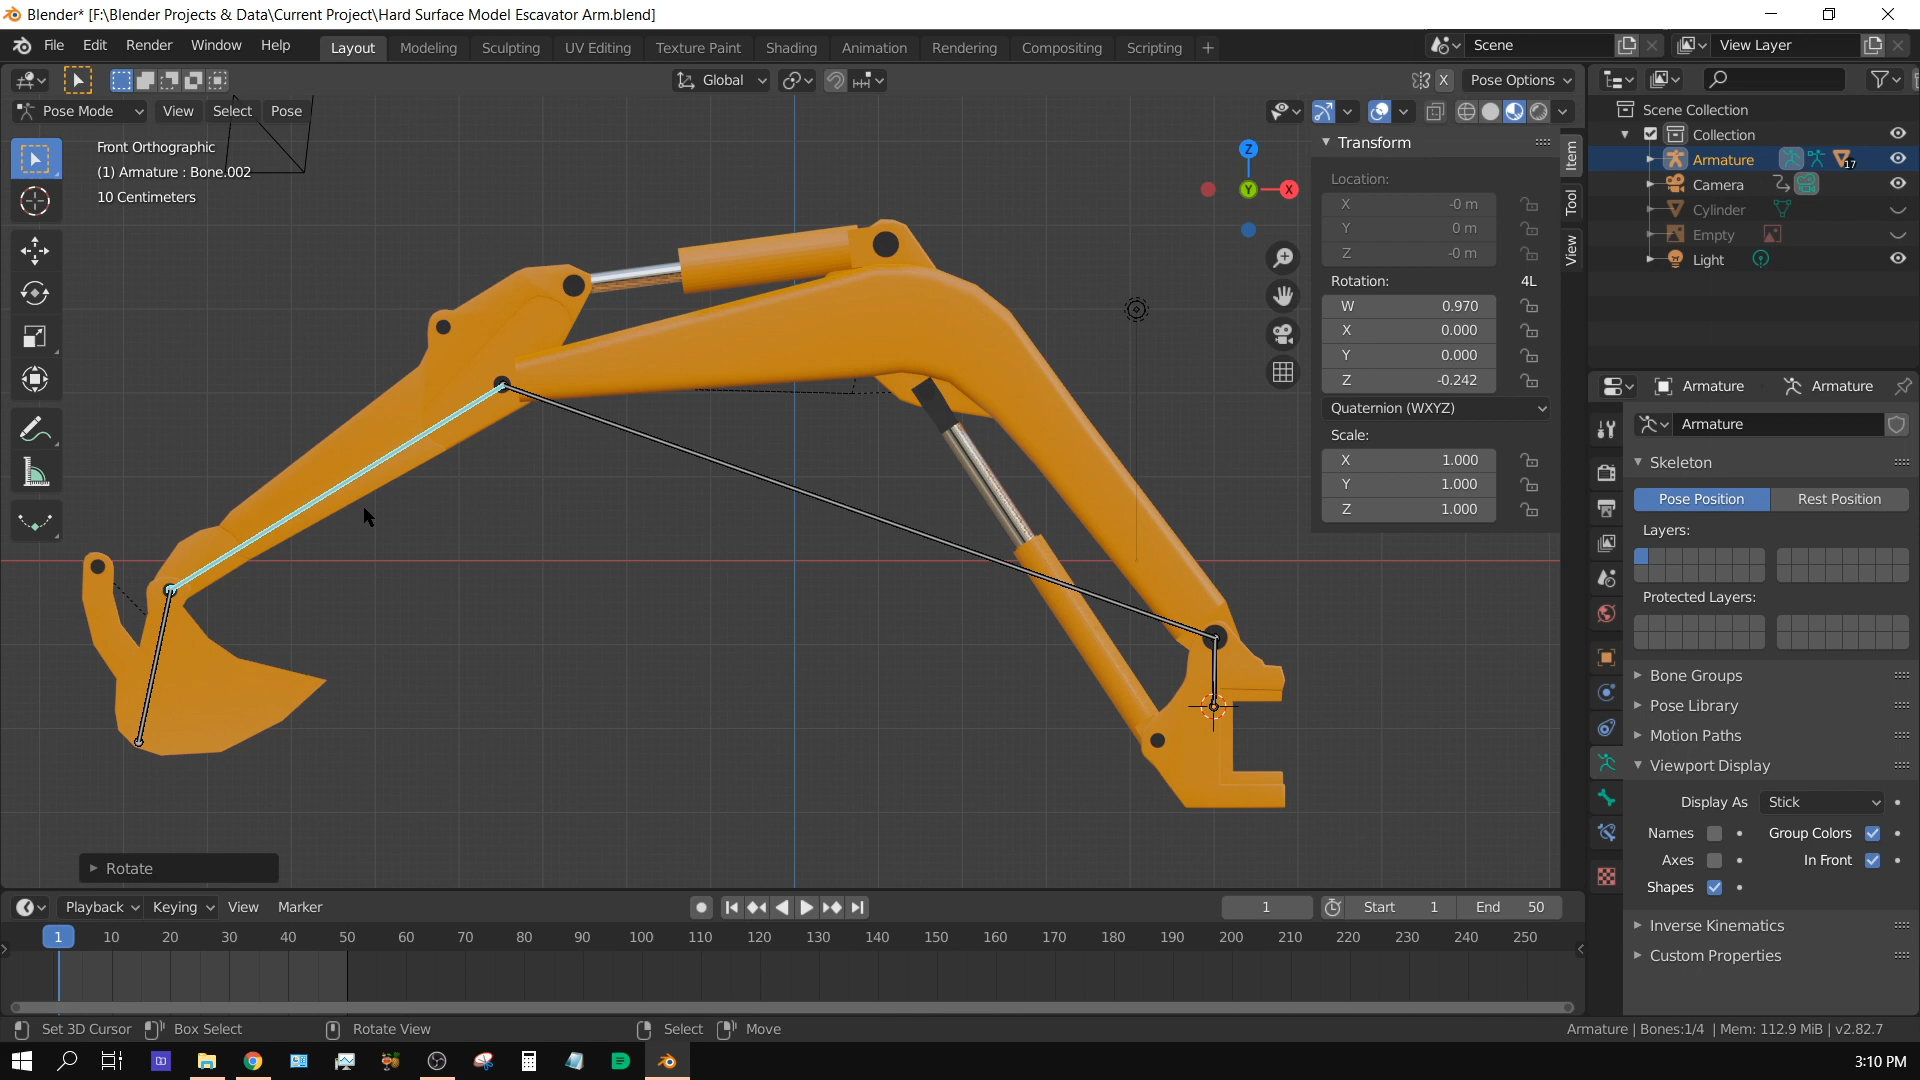 Blender* [F:\Blender Projects & Data\Current Project\Hard Surface Model Escavator Arm.blend]
File Edit Render Window Help
Layout Modeling Sculpting UV Editing Texture Paint Shading Animation Rendering Compositing Scripting +
Scene
View Layer
Global
X
Pose Options
Pose Mode View Select Pose
Front Orthographic
(1) Armature : Bone.002
10 Centimeters
Z
Y
X
Transform
Location:
X -0 m
Y 0 m
Z -0 m
Rotation: 4L
W 0.970
X 0.000
Y 0.000
Z -0.242
Quaternion (WXYZ)
Scale:
X 1.000
Y 1.000
Z 1.000
Item
Tool
View
Scene Collection
Collection
Armature 17
Camera
Cylinder
Empty
Light
Armature Armature
Armature
Skeleton
Pose Position Rest Position
Layers:
Protected Layers:
Bone Groups
Pose Library
Motion Paths
Viewport Display
Display As Stick
Names Group Colors
Axes In Front
Shapes
Inverse Kinematics
Custom Properties
Rotate
Playback Keying View Marker
1 Start 1 End 50
1 10 20 30 40 50 60 70 80 90 100 110 120 130 140 150 160 170 180 190 200 210 220 230 240 250
Set 3D Cursor Box Select Rotate View Select Move
Armature | Bones:1/4 | Mem: 112.9 MiB | v2.82.7
3:10 PM